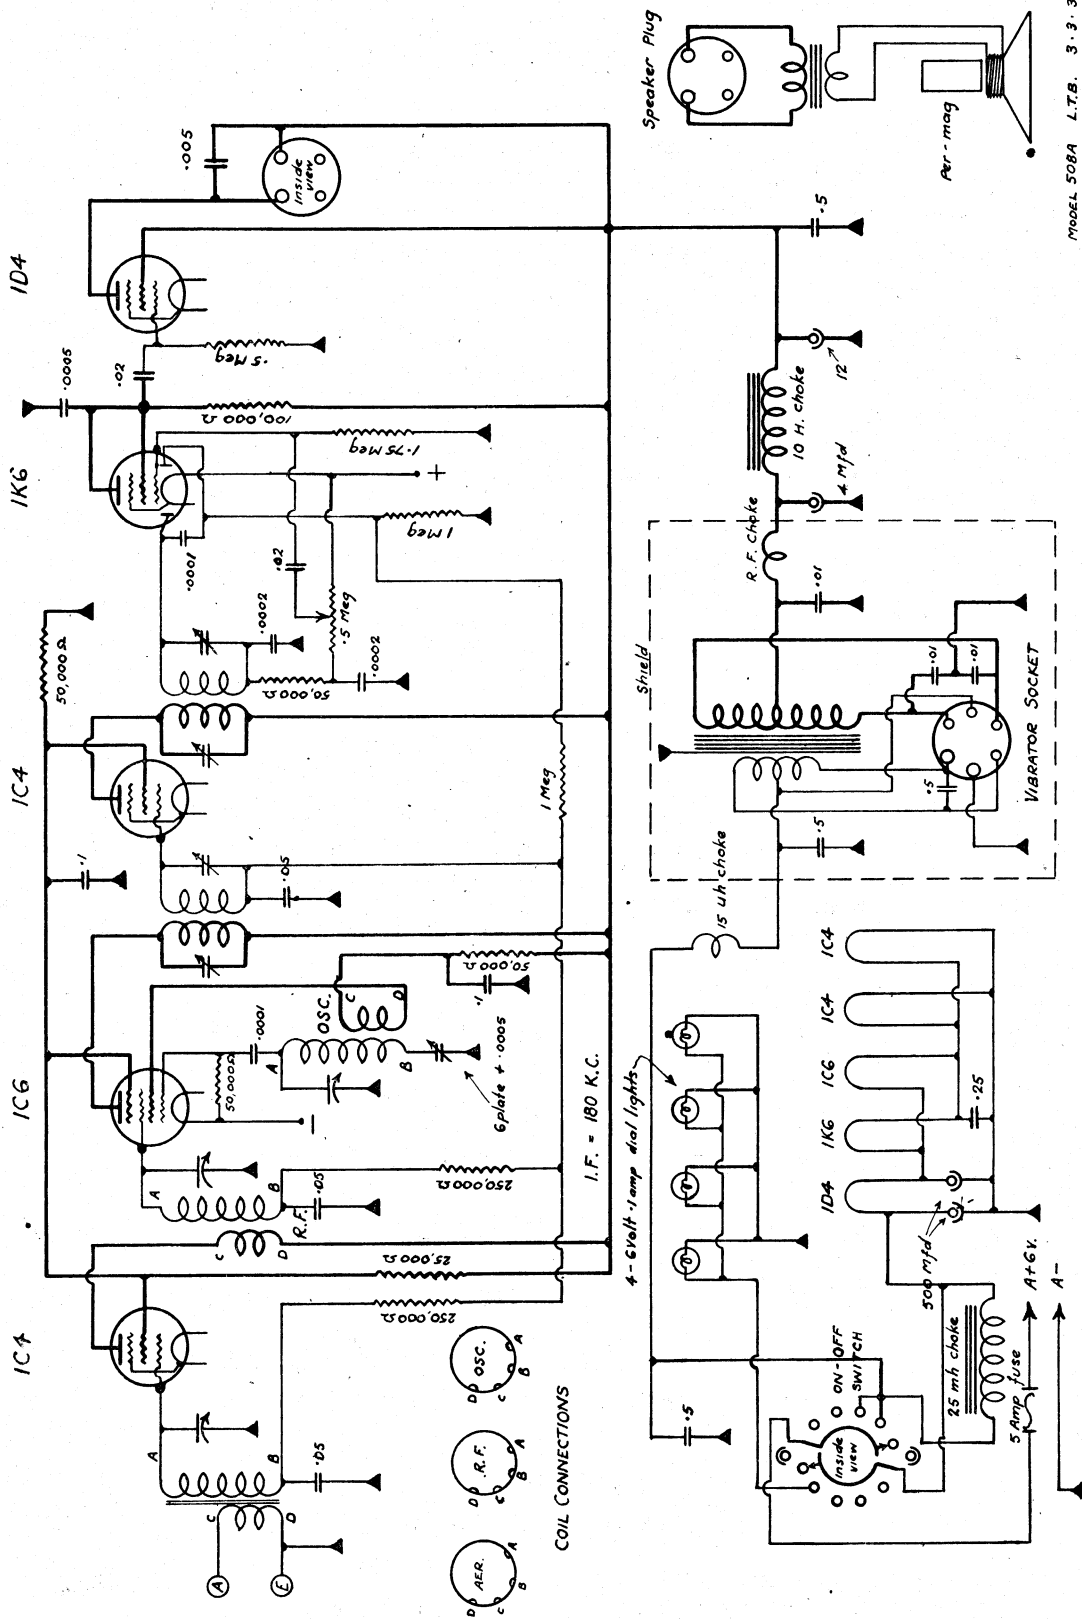 1C4
1C6
1C4
1K6
1D4
50,000 Ω
.1
.0005
.02
.005
Inside
view
Speaker Plug
Per-mag
A
E
C
D
A
B
.05
250,000 Ω
25,000 Ω
C
D
A
B
R.F.
.05
250,000 Ω
50,000 Ω
.0001
OSC.
A
B
C
D
6 plate + .0005
.1
50,000 Ω
.05
I.F. = 180 K.C.
1 Meg
50,000 Ω
.0002
.0002
.5 Meg
.02
.0001
1 Meg
+
1.75 Meg
100,000 Ω
.5 Meg
AER.
D
C
B
A
R.F.
D
C
B
A
OSC.
D
C
B
A
COIL CONNECTIONS
.5
Inside
view
ON-OFF
SWITCH
4-6volt .1amp dial lights
15 uh choke
Shield
.5
.5
.01
.01
.01
VIBRATOR SOCKET
R.F. Choke
4 Mfd
10 H. choke
12
.5
1D4
1K6
1C6
1C4
1C4
.25
500 Mfd
25 mh choke
5 Amp fuse
A+6V.
A-
MODEL 508A L.T.B. 3.3.3